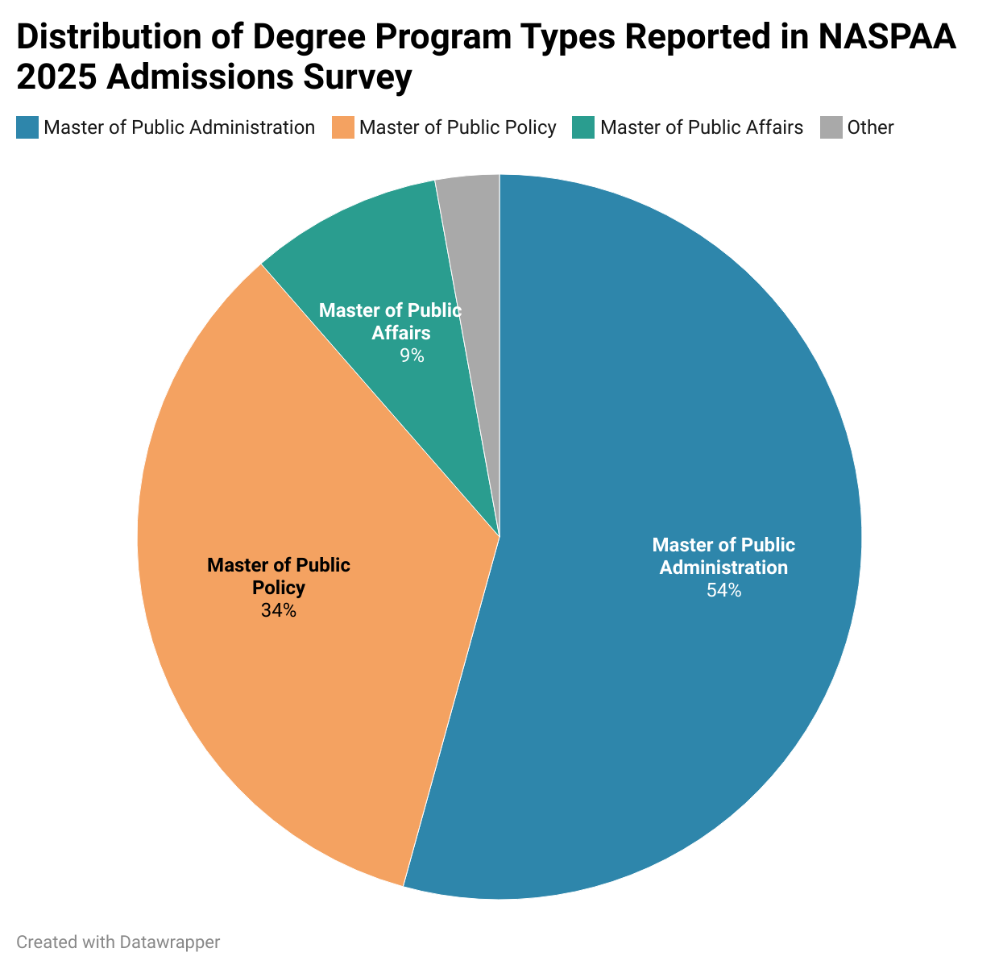 Distribution of Degree Program Types Reported in NASPAA
2025 Admissions Survey
Master of Public Administration
Master of Public Policy
Master of Public Affairs
Other
Master of Public
Affairs
9%
Master of Public
Administration
54%
Master of Public
Policy
34%
Created with Datawrapper